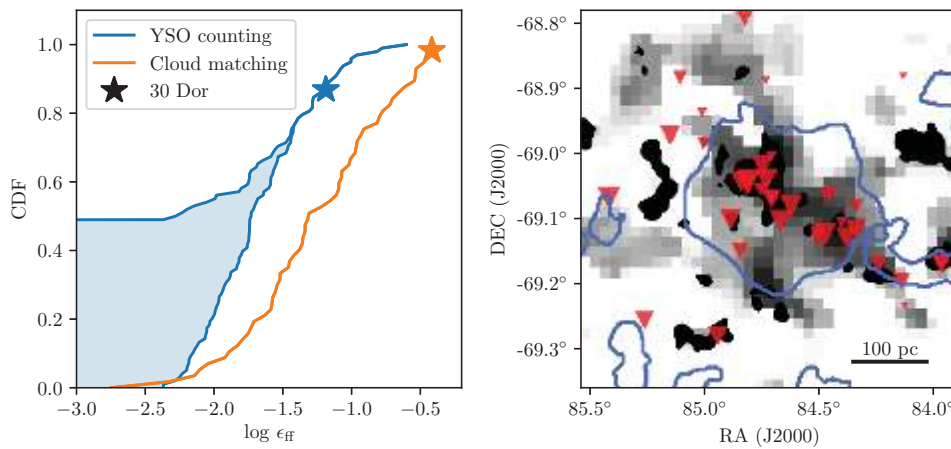 1.0
0.8
0.6
0.4
0.2
0.0
CDF
−3.0 −2.5 −2.0 −1.5 −1.0 −0.5
log ϵff
YSO counting
Cloud matching
30 Dor
-68.8°
-68.9°
-69.0°
-69.1°
-69.2°
-69.3°
DEC (J2000)
100 pc
85.5° 85.0° 84.5° 84.0°
RA (J2000)